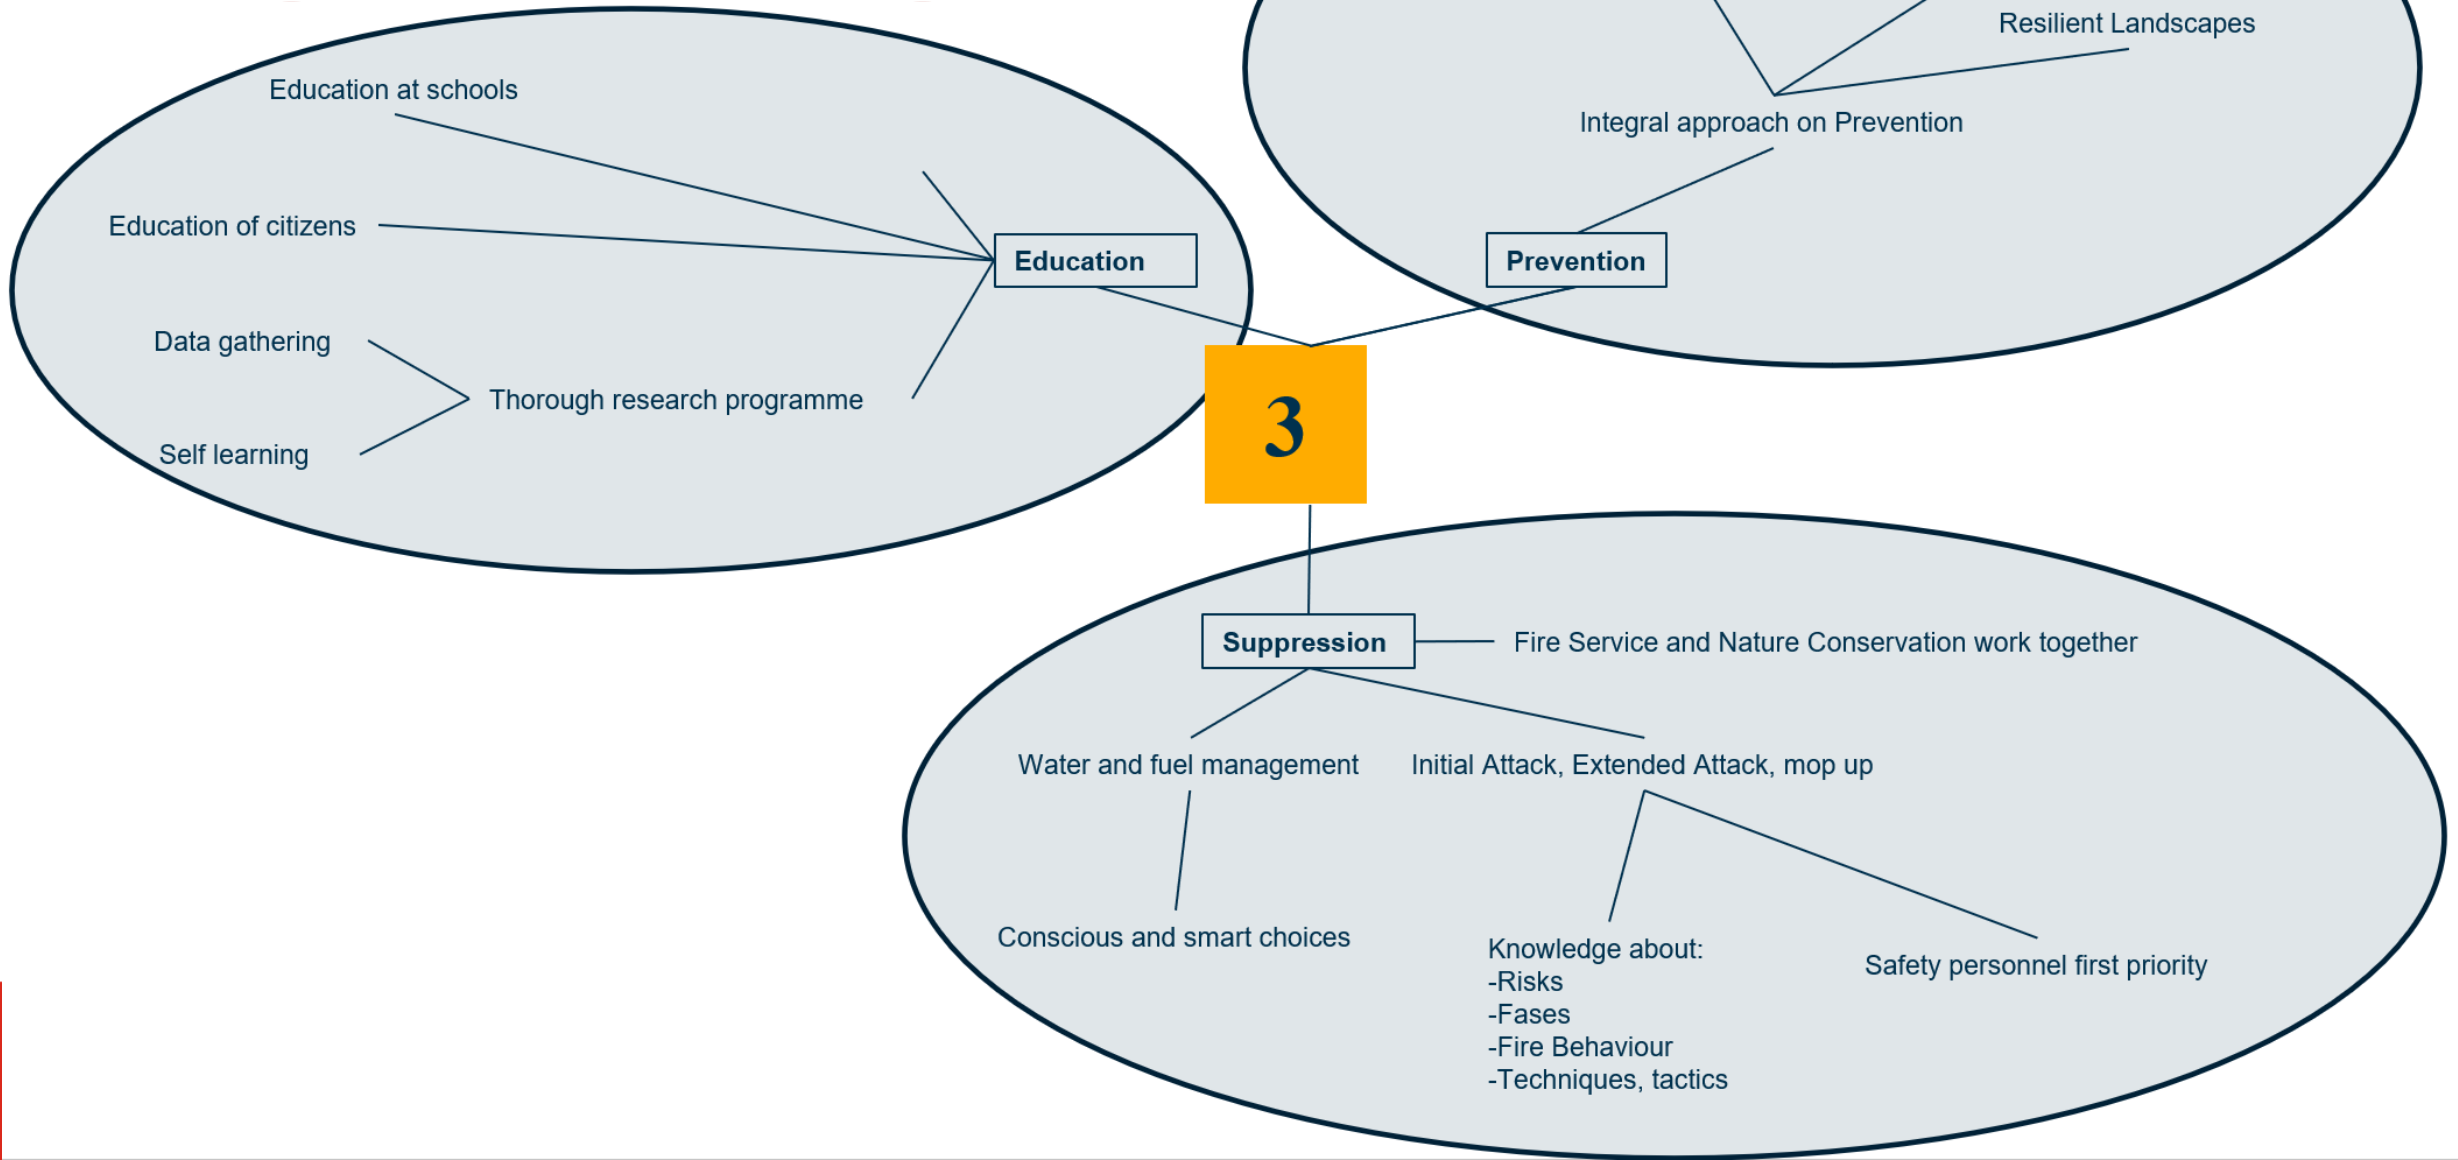 Resilient Landscapes
Education at schools
Integral approach on Prevention
Education of citizens
Education
Prevention
Data gathering
Thorough research programme
3
Self learning
Suppression
Fire Service and Nature Conservation work together
Water and fuel management
Initial Attack, Extended Attack, mop up
Conscious and smart choices
Knowledge about:
-Risks
-Fases
-Fire Behaviour
-Techniques, tactics
Safety personnel first priority